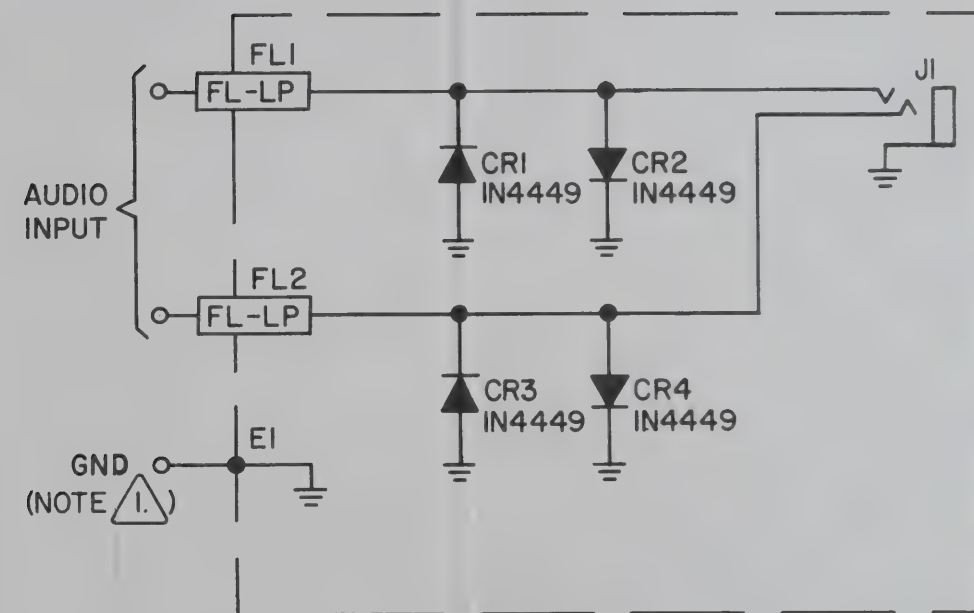 FL1
FL-LP
J1
CR1
IN4449
CR2
IN4449
AUDIO
INPUT
FL2
FL-LP
CR3
IN4449
CR4
IN4449
E1
GND
(NOTE 1.)